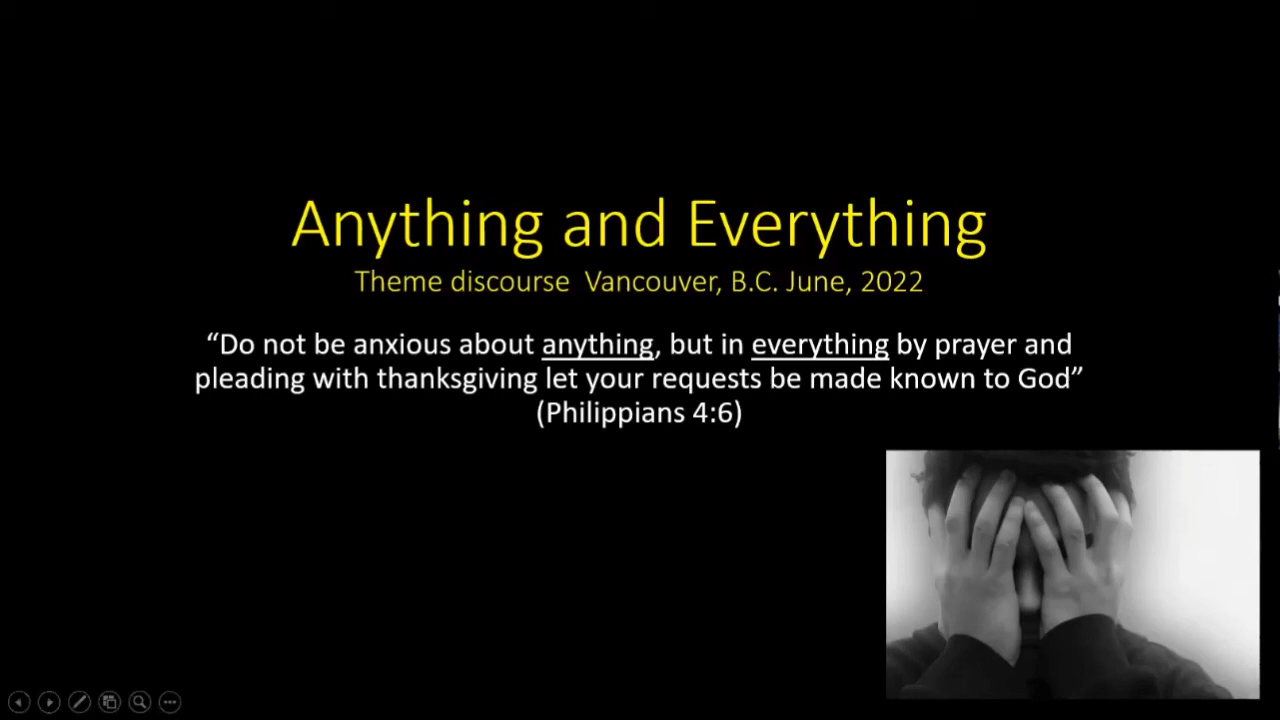 Anything and Everything
Theme discourse  Vancouver, B.C. June, 2022
“Do not be anxious about anything, but in everything by prayer and
pleading with thanksgiving let your requests be made known to God”
(Philippians 4:6)